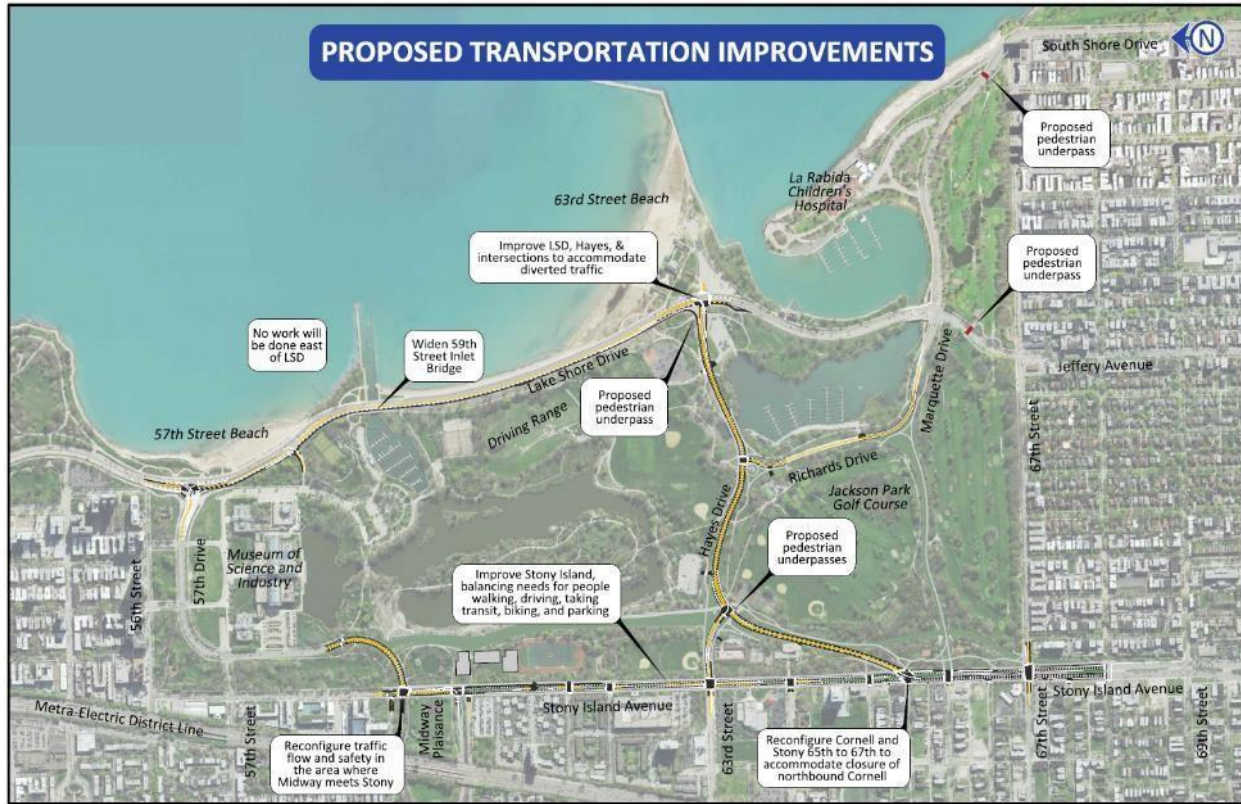 PROPOSED TRANSPORTATION IMPROVEMENTS
South Shore Drive
N
Proposed
pedestrian
underpass
La Rabida
Children's
Hospital
63rd Street Beach
Improve LSD, Hayes, &
intersections to accommodate
diverted traffic
Proposed
pedestrian
underpass
No work will
be done east
of LSD
Widen 59th
Street Inlet
Bridge
Lake Shore Drive
Proposed
pedestrian
underpass
Driving Range
Marquette Drive
Jeffery Avenue
57th Street Beach
67th Street
Richards Drive
Jackson Park
Golf Course
Hayes Drive
56th Street
57th Drive
Museum of
Science and
Industry
Improve Stony Island,
balancing needs for people
walking, driving, taking
transit, biking, and parking
Proposed
pedestrian
underpasses
Metra-Electric District Line
57th Street
Midway
Plaisance
Stony Island Avenue
63rd Street
Stony Island Avenue
67th Street
69th Street
Reconfigure traffic
flow and safety in
the area where
Midway meets Stony
Reconfigure Cornell and
Stony 65th to 67th to
accommodate closure of
northbound Cornell